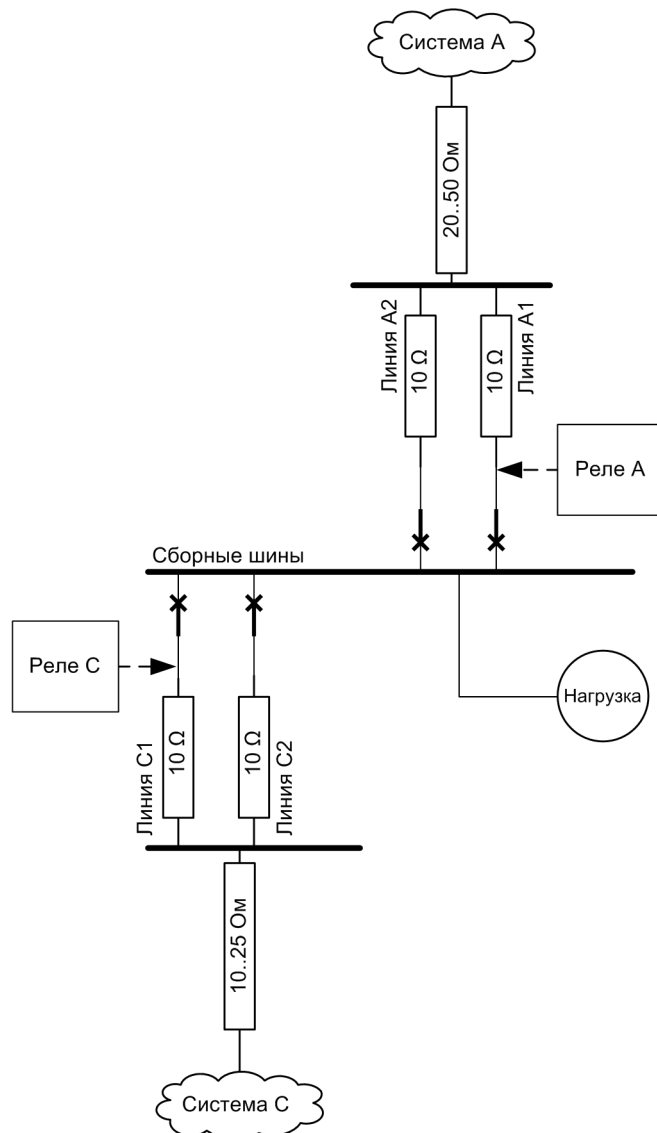 Система А
20..50 Ом
Линия А2
10 Ω
10 Ω
Линия А1
Реле А
Сборные шины
Реле С
Нагрузка
Линия С1
10 Ω
10 Ω
Линия С2
10..25 Ом
Система С